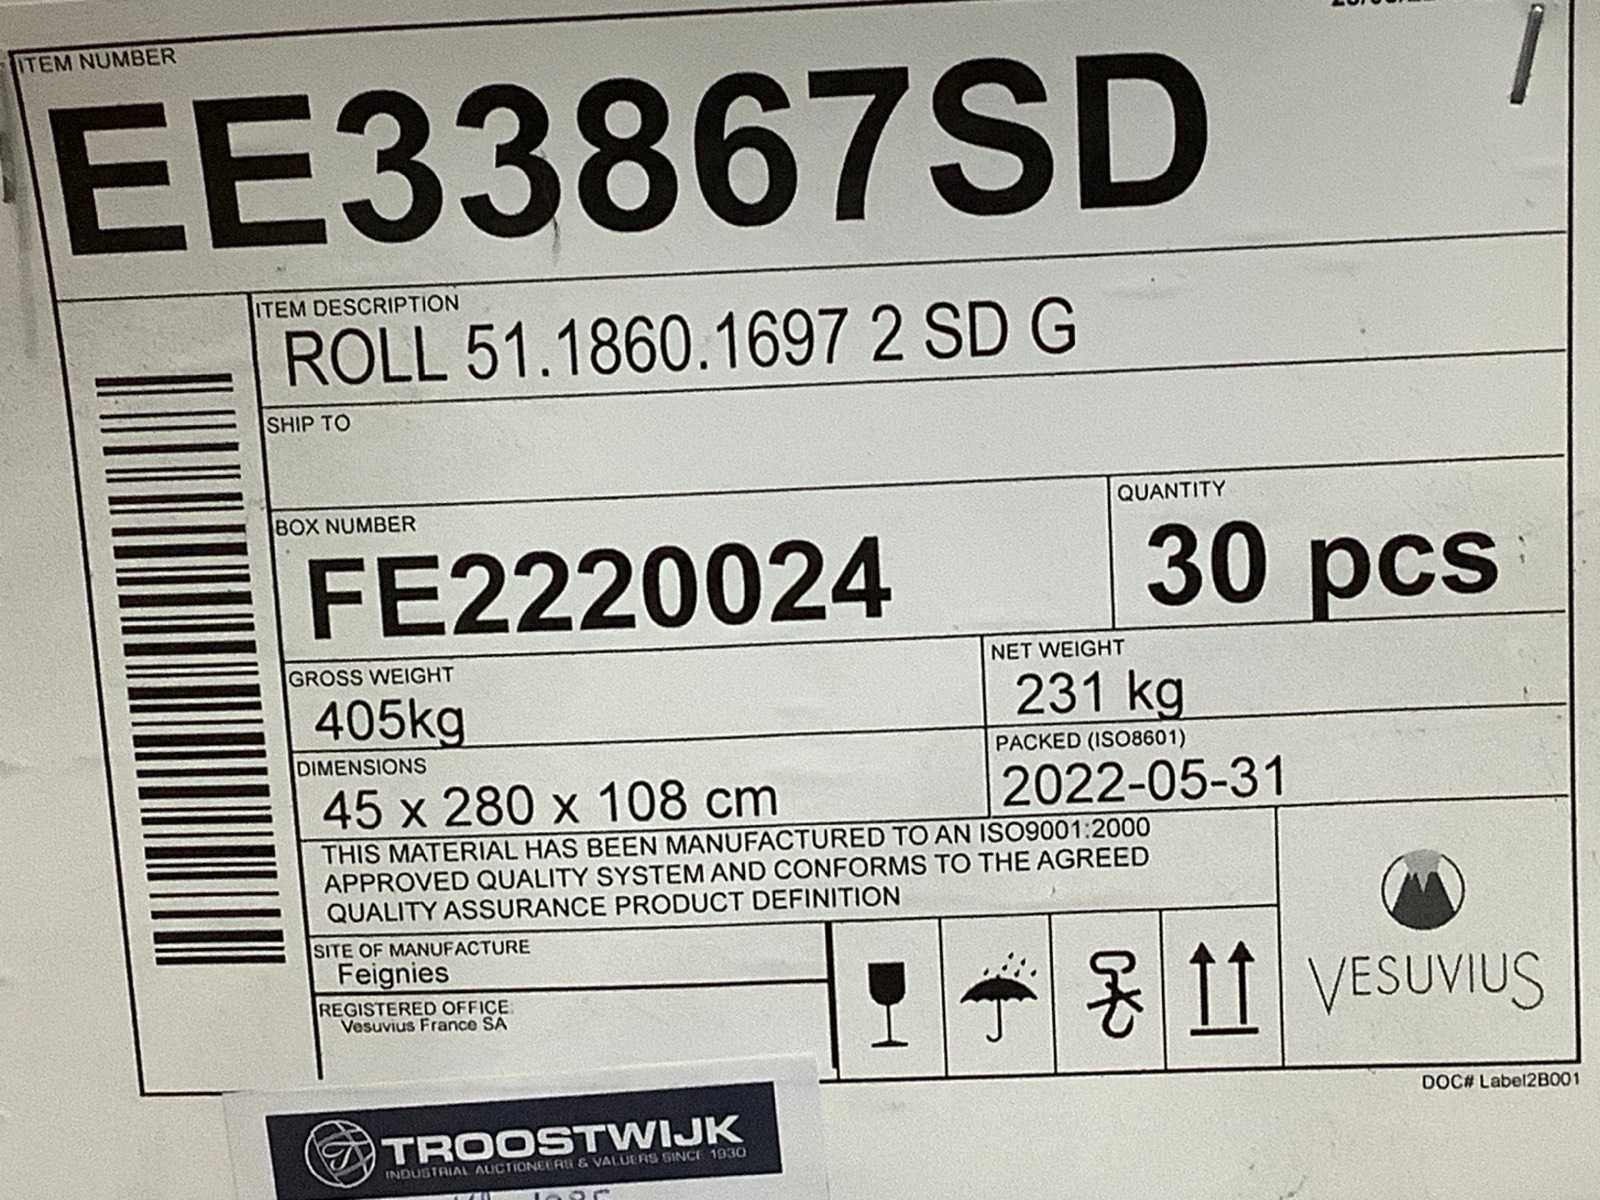 ITEM NUMBER
EE33867SD
ITEM DESCRIPTION
ROLL 51.1860.1697 2 SD G
SHIP TO
BOX NUMBER
FE2220024
QUANTITY
30 pcs
GROSS WEIGHT
405kg
NET WEIGHT
231 kg
DIMENSIONS
45 x 280 x 108 cm
PACKED (ISO8601)
2022-05-31
THIS MATERIAL HAS BEEN MANUFACTURED TO AN ISO9001:2000
APPROVED QUALITY SYSTEM AND CONFORMS TO THE AGREED
QUALITY ASSURANCE PRODUCT DEFINITION
SITE OF MANUFACTURE
Feignies
REGISTERED OFFICE:
Vesuvius France SA
VESUVIUS
DOC# Label2B001
TROOSTWIJK
INDUSTRIAL AUCTIONEERS & VALUERS SINCE 1930